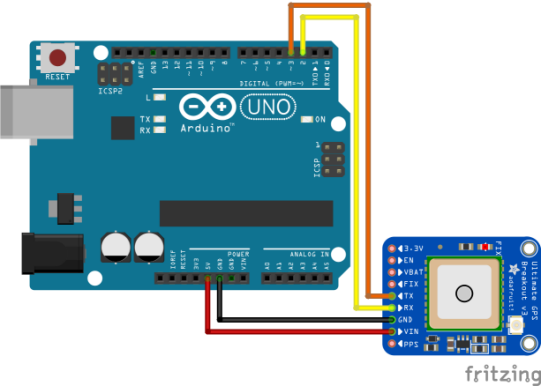 RESET
ICSP2
AREF
GND
13
12
~11
~10
~9
8
7
~6
~5
4
~3
2
TX0▶1
RX0◀0
DIGITAL (PWM=~)
L
TX
RX
UNO
ON
Arduino™
ICSP
1
IOREF
RESET
3V3
5V
GND
GND
VIN
POWER
ANALOG IN
A0
A1
A2
A3
A4
A5
3.3V
EN
VBAT
FIX
TX
RX
GND
VIN
PPS
FIX
adafruit!
Ultimate GPS
Breakout v3
fritzing